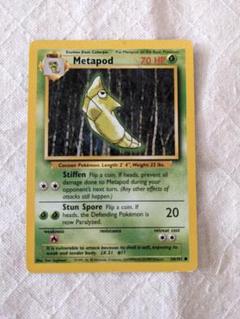 Evolves from Caterpie
Put Metapod on the Basic Pokémon
Metapod 70 HP
Cocoon Pokémon. Length: 2' 4", Weight: 22 lbs.
Stiffen Flip a coin. If heads, prevent all
damage done to Metapod during your
opponent's next turn. (Any other effects of
attacks still happen.)
Stun Spore Flip a coin. If
heads, the Defending Pokémon is
now Paralyzed.
20
weakness
resistance
retreat cost
It is vulnerable to attack because its shell is soft, exposing its
weak and tender body. LV. 21 #11